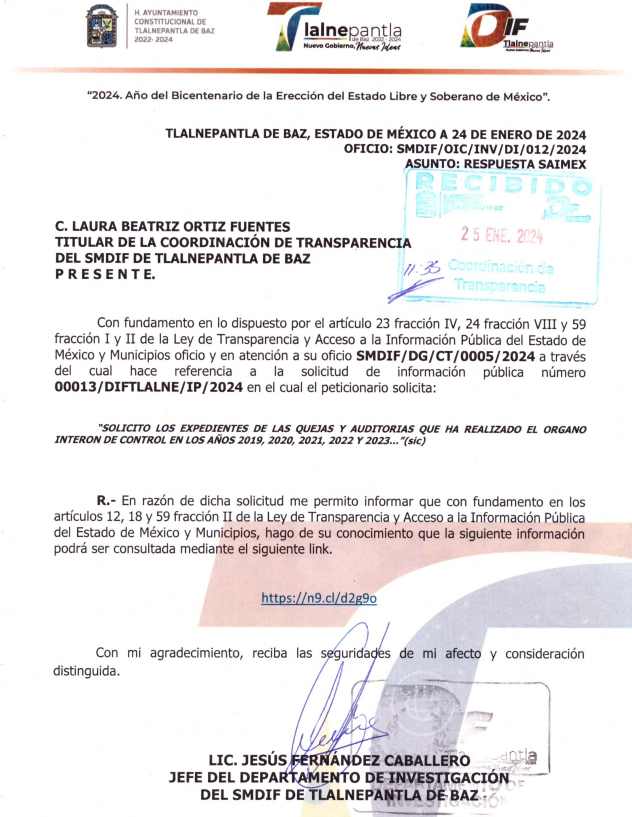 H. AYUNTAMIENTO
CONSTITUCIONAL DE
TLALNEPANTLA DE BAZ
2022- 2024
Tlalnepantla
de Baz 2022 - 2024
Nuevo Gobierno, Nuevas Ideas
DIF
Tlalnepantla
Nuevo Gobierno, Nuevas Ideas
“2024. Año del Bicentenario de la Erección del Estado Libre y Soberano de México”.
TLALNEPANTLA DE BAZ, ESTADO DE MÉXICO A 24 DE ENERO DE 2024
OFICIO: SMDIF/OIC/INV/DI/012/2024
ASUNTO: RESPUESTA SAIMEX
RECIBIDO
25 ENE. 2024
11:35
Coordinación de
Transparencia
C. LAURA BEATRIZ ORTIZ FUENTES
TITULAR DE LA COORDINACIÓN DE TRANSPARENCIA
DEL SMDIF DE TLALNEPANTLA DE BAZ
P R E S E N T E.
Con fundamento en lo dispuesto por el artículo 23 fracción IV, 24 fracción VIII y 59
fracción I y II de la Ley de Transparencia y Acceso a la Información Pública del Estado de
México y Municipios oficio y en atención a su oficio SMDIF/DG/CT/0005/2024 a través
del cual hace referencia a la solicitud de información pública número
00013/DIFTLALNE/IP/2024 en el cual el peticionario solicita:
"SOLICITO LOS EXPEDIENTES DE LAS QUEJAS Y AUDITORIAS QUE HA REALIZADO EL ORGANO
INTERON DE CONTROL EN LOS AÑOS 2019, 2020, 2021, 2022 Y 2023..."(sic)
R.- En razón de dicha solicitud me permito informar que con fundamento en los
artículos 12, 18 y 59 fracción II de la Ley de Transparencia y Acceso a la Información Pública
del Estado de México y Municipios, hago de su conocimiento que la siguiente información
podrá ser consultada mediante el siguiente link.
https://n9.cl/d2g9o
Con mi agradecimiento, reciba las seguridades de mi afecto y consideración
distinguida.
LIC. JESÚS FERNÁNDEZ CABALLERO
JEFE DEL DEPARTAMENTO DE INVESTIGACIÓN
DEL SMDIF DE TLALNEPANTLA DE BAZ
DIF
DEPARTAMENTO DE
INVESTIGACIÓN